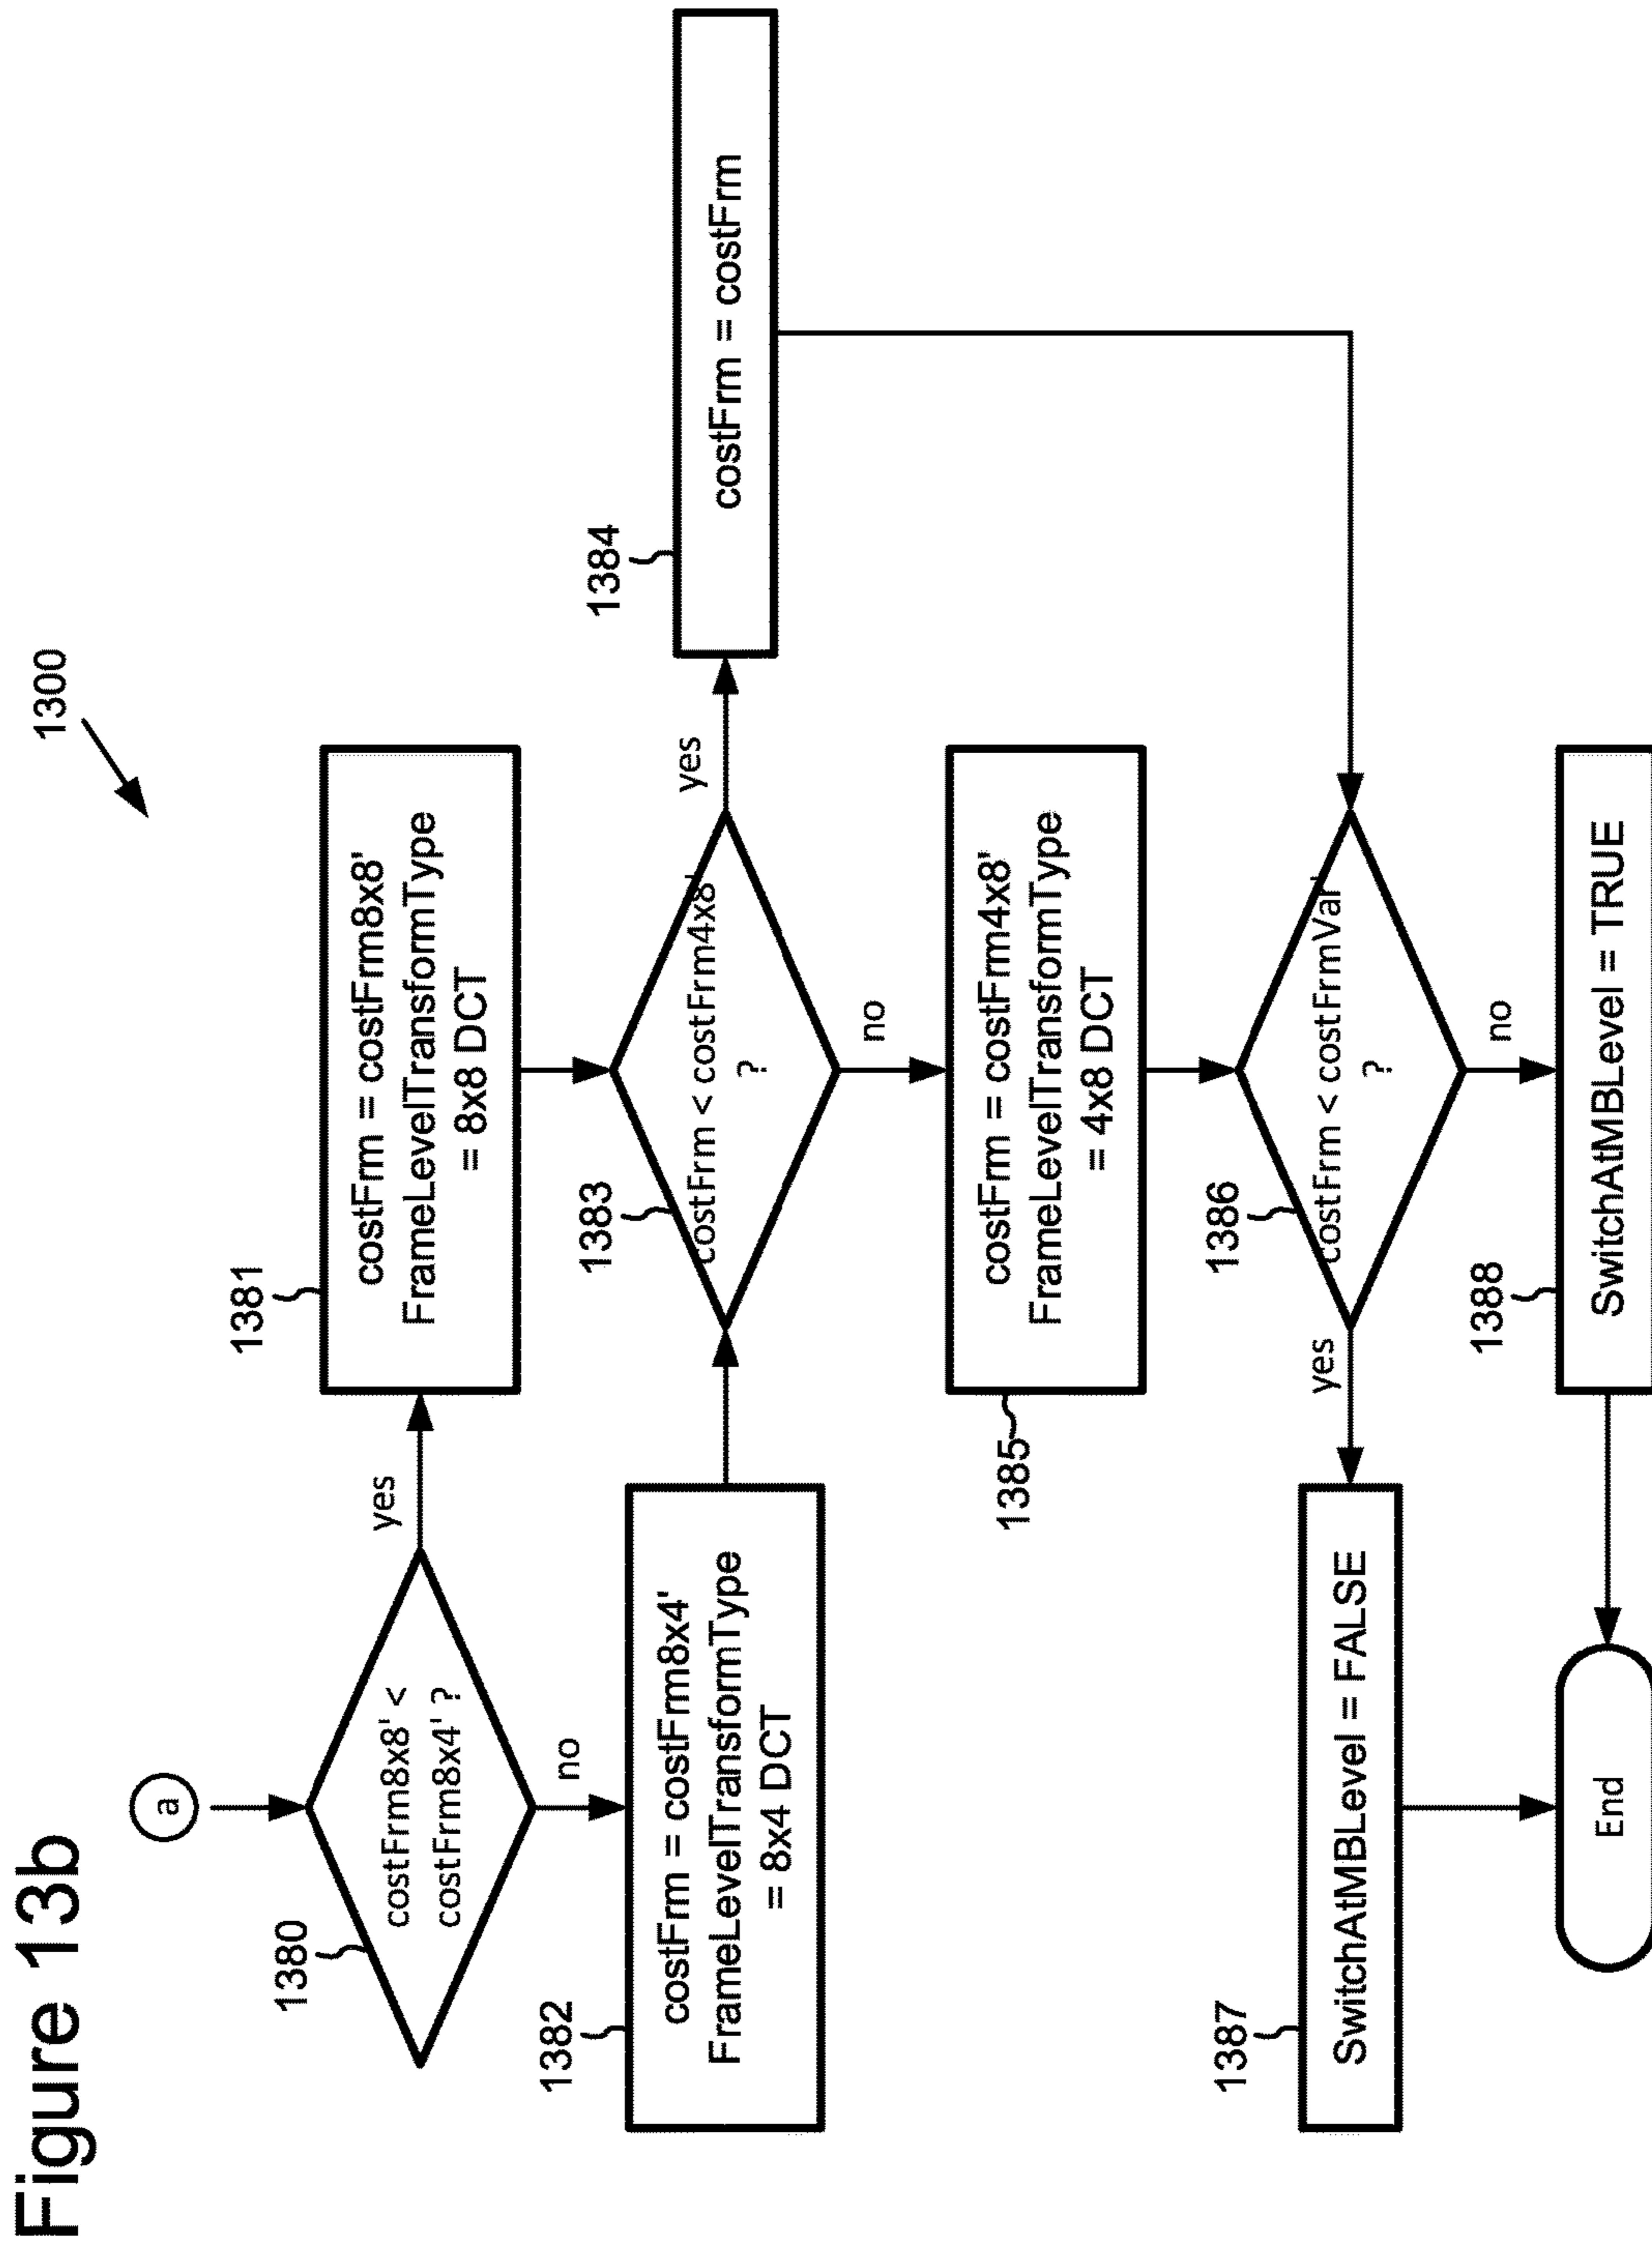 Figure 13b
1300
a
1380
costFrm8x8' <
costFrm8x4' ?
yes
no
1381
costFrm = costFrm8x8'
FrameLevelTransformType
= 8x8 DCT
1382
costFrm = costFrm8x4'
FrameLevelTransformType
= 8x4 DCT
1383
costFrm < costFrm4x8'
?
yes
no
1384
costFrm = costFrm
1385
costFrm = costFrm4x8'
FrameLevelTransformType
= 4x8 DCT
1386
costFrm < costFrmVar'
?
yes
no
1387
SwitchAtMBLevel = FALSE
1388
SwitchAtMBLevel = TRUE
End